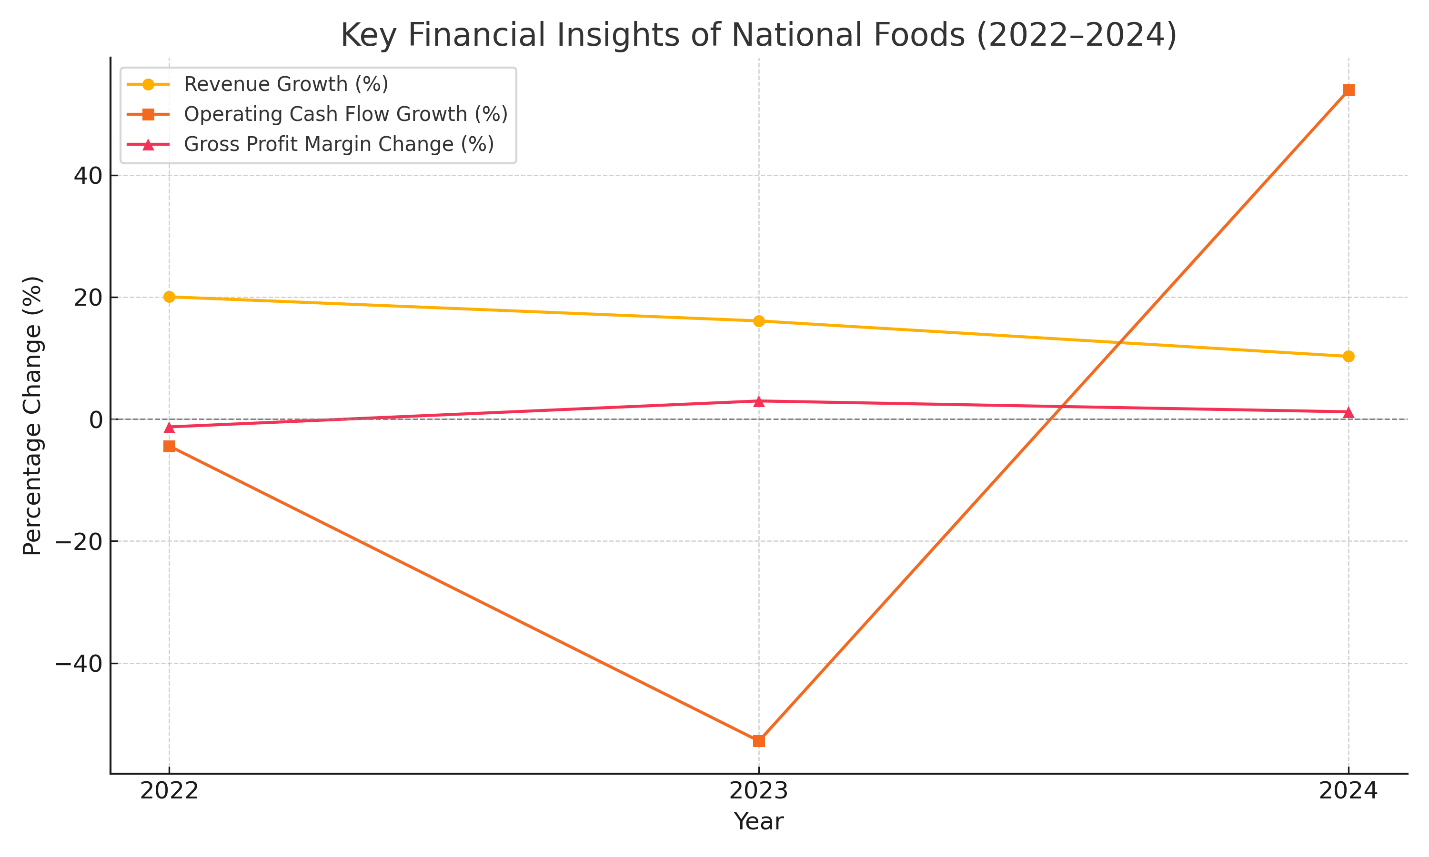 Key Financial Insights of National Foods (2022–2024)
Revenue Growth (%)
Operating Cash Flow Growth (%)
Gross Profit Margin Change (%)
Percentage Change (%)
40
20
0
−20
−40
2022
2023
2024
Year